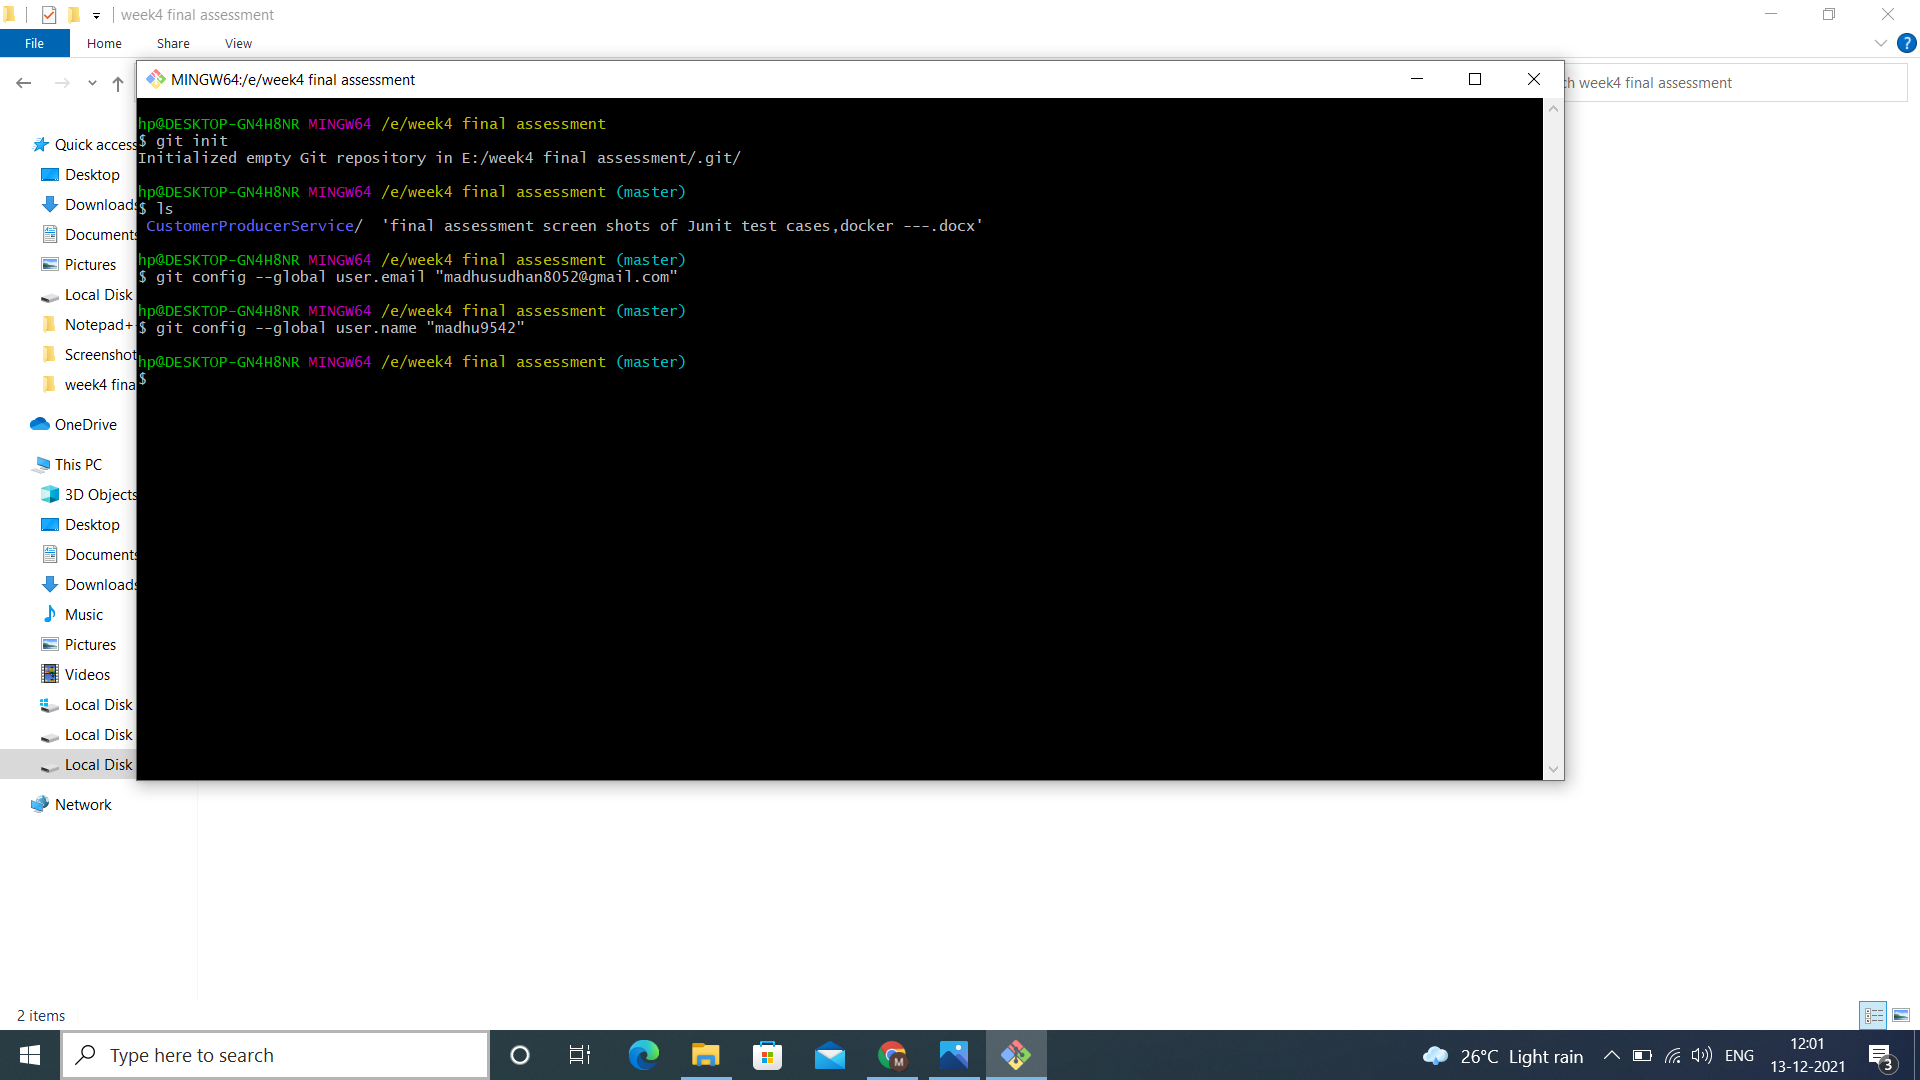 week4 final assessment
File Home Share View
?
MINGW64:/e/week4 final assessment
ch week4 final assessment
hp@DESKTOP-GN4H8NR MINGW64 /e/week4 final assessment
$ git init
Initialized empty Git repository in E:/week4 final assessment/.git/
hp@DESKTOP-GN4H8NR MINGW64 /e/week4 final assessment (master)
$ ls
CustomerProducerService/ 'final assessment screen shots of Junit test cases,docker ---.docx'
hp@DESKTOP-GN4H8NR MINGW64 /e/week4 final assessment (master)
$ git config --global user.email "madhusudhan8052@gmail.com"
hp@DESKTOP-GN4H8NR MINGW64 /e/week4 final assessment (master)
$ git config --global user.name "madhu9542"
hp@DESKTOP-GN4H8NR MINGW64 /e/week4 final assessment (master)
$
Quick access
Desktop
Downloads
Documents
Pictures
Local Disk
Notepad+
Screenshot
week4 fina
OneDrive
This PC
3D Objects
Desktop
Documents
Downloads
Music
Pictures
Videos
Local Disk
Local Disk
Local Disk
Network
2 items
Type here to search
M
26°C Light rain
ENG
12:01
13-12-2021
3